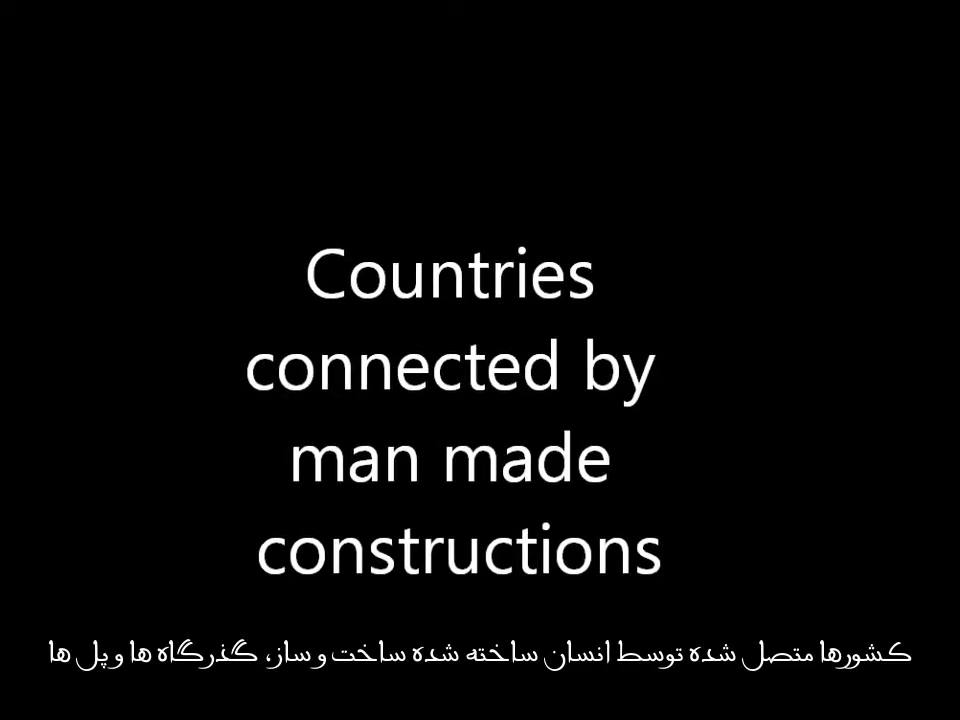 Countries
connected by
man made
constructions
کشورها متصل شده توسط انسان ساخته شده ساخت و ساز، گذرگاه ها و پل ها